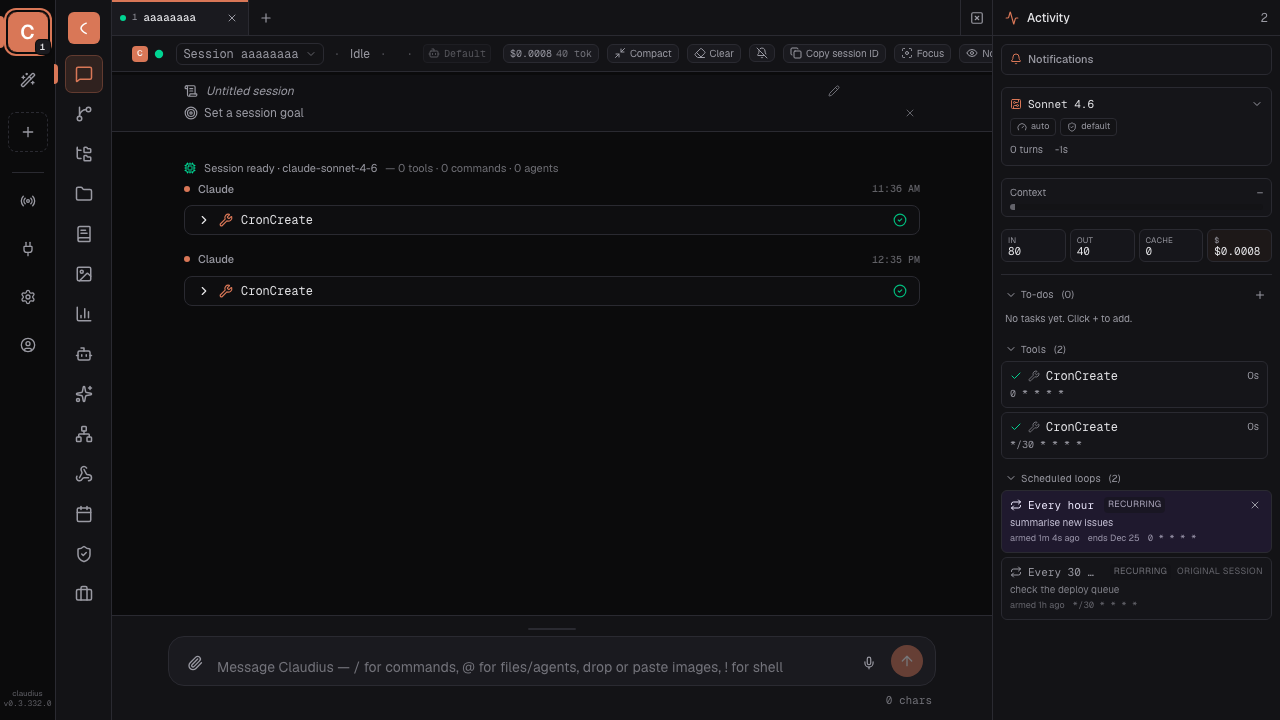 C
1
claudius
v0.3.332.0
1 aaaaaaaa
Session aaaaaaaa · Idle · · Default $0.0008 40 tok Compact Clear Copy session ID Focus
Untitled session
Set a session goal
Session ready · claude-sonnet-4-6 — 0 tools · 0 commands · 0 agents
Claude 11:36 AM
CronCreate
Claude 12:35 PM
CronCreate
Message Claudius — / for commands, @ for files/agents, drop or paste images, ! for shell
0 chars
Activity 2
Notifications
Sonnet 4.6
auto default
0 turns -1s
Context –
IN OUT CACHE $
80 40 0 $0.0008
To-dos (0)
No tasks yet. Click + to add.
Tools (2)
CronCreate 0s
0 * * * *
CronCreate 0s
*/30 * * * *
Scheduled loops (2)
Every hour RECURRING
summarise new issues
armed 1m 4s ago ends Dec 25 0 * * * *
Every 30 … RECURRING ORIGINAL SESSION
check the deploy queue
armed 1h ago */30 * * * *